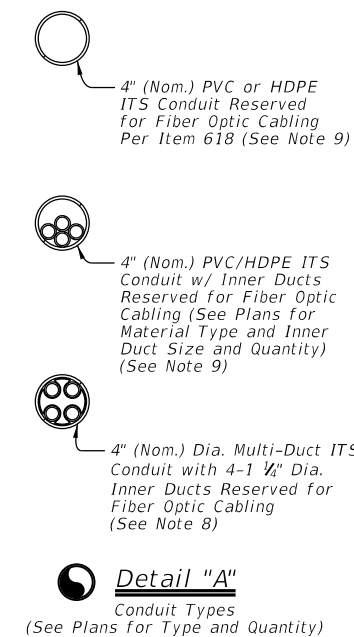 4" (Nom.) PVC or HDPE
ITS Conduit Reserved
for Fiber Optic Cabling
Per Item 618 (See Note 9)
4" (Nom.) PVC/HDPE ITS
Conduit w/ Inner Ducts
Reserved for Fiber Optic
Cabling (See Plans for
Material Type and Inner
Duct Size and Quantity)
(See Note 9)
4" (Nom.) Dia. Multi-Duct ITS
Conduit with 4-1 ¼" Dia.
Inner Ducts Reserved for
Fiber Optic Cabling
(See Note 8)
Detail "A"
Conduit Types
(See Plans for Type and Quantity)